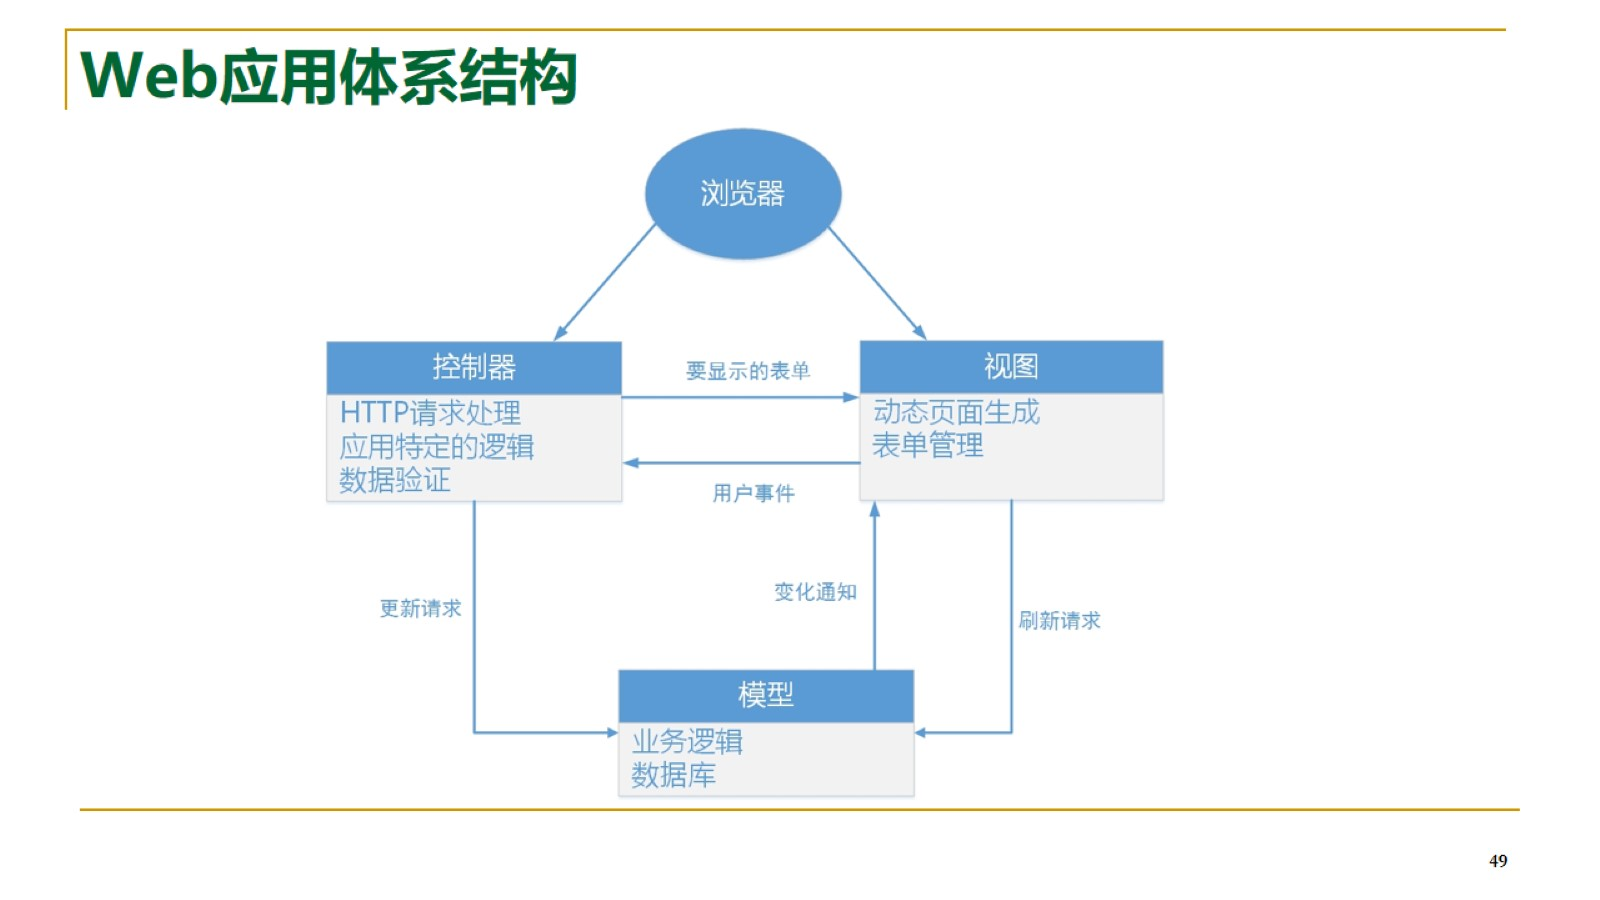 Web应用体系结构
浏览器
控制器
HTTP请求处理
应用特定的逻辑
数据验证
要显示的表单
用户事件
视图
动态页面生成
表单管理
更新请求
变化通知
刷新请求
模型
业务逻辑
数据库
49